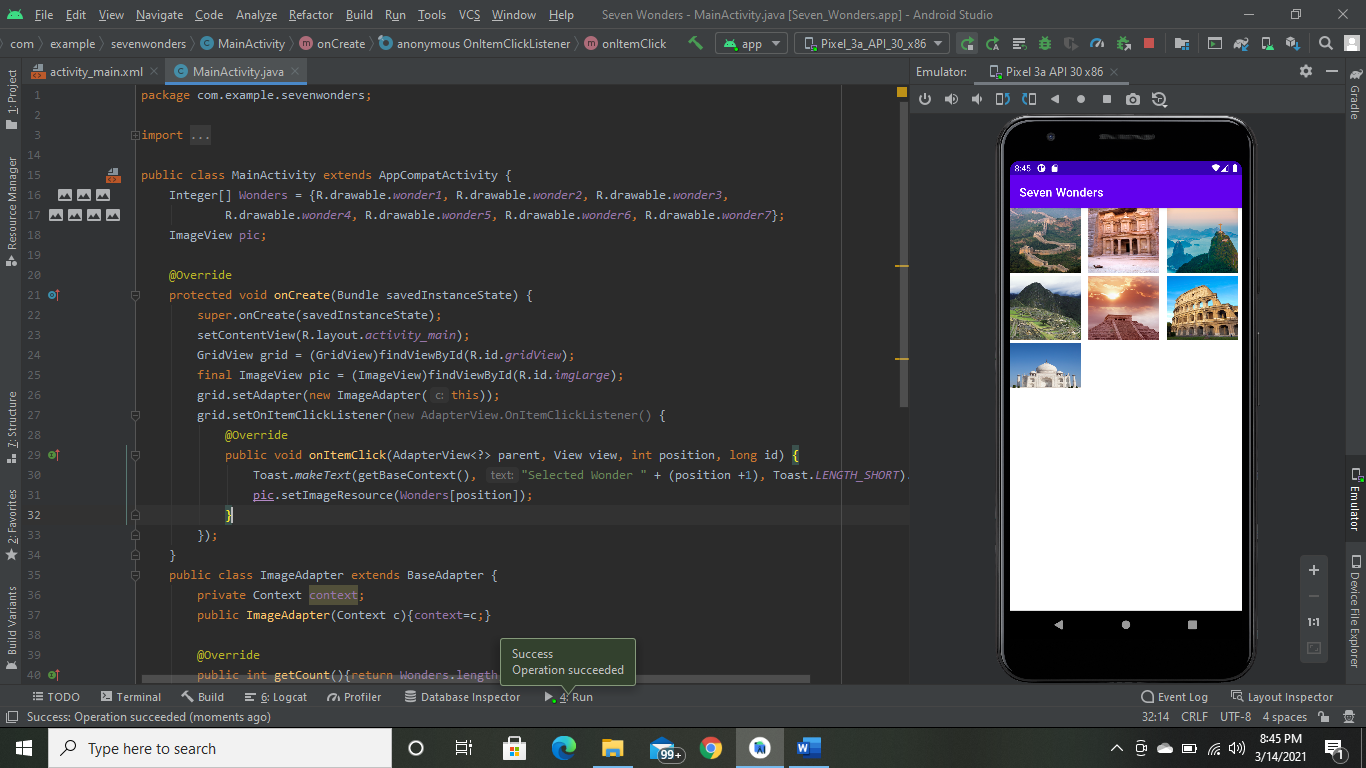 File Edit View Navigate Code Analyze Refactor Build Run Tools VCS Window Help Seven Wonders - MainActivity.java [Seven_Wonders.app] - Android Studio
com example sevenwonders MainActivity onCreate anonymous OnItemClickListener onItemClick app Pixel_3a_API_30_x86
activity_main.xml MainActivity.java Emulator: Pixel 3a API 30 x86
1: Project
Resource Manager
7: Structure
2: Favorites
Build Variants
1 package com.example.sevenwonders;
2
3 import ...
14
15 public class MainActivity extends AppCompatActivity {
16 Integer[] Wonders = {R.drawable.wonder1, R.drawable.wonder2, R.drawable.wonder3,
17 R.drawable.wonder4, R.drawable.wonder5, R.drawable.wonder6, R.drawable.wonder7};
18 ImageView pic;
19
20 @Override
21 protected void onCreate(Bundle savedInstanceState) {
22 super.onCreate(savedInstanceState);
23 setContentView(R.layout.activity_main);
24 GridView grid = (GridView)findViewById(R.id.gridView);
25 final ImageView pic = (ImageView)findViewById(R.id.imgLarge);
26 grid.setAdapter(new ImageAdapter( c: this));
27 grid.setOnItemClickListener(new AdapterView.OnItemClickListener() {
28 @Override
29 public void onItemClick(AdapterView<?> parent, View view, int position, long id) {
30 Toast.makeText(getBaseContext(), text: "Selected Wonder " + (position +1), Toast.LENGTH_SHORT).
31 pic.setImageResource(Wonders[position]);
32 }
33 });
34 }
35 public class ImageAdapter extends BaseAdapter {
36 private Context context;
37 public ImageAdapter(Context c){context=c;}
38
39 @Override
40 public int getCount(){return Wonders.length
Success
Operation succeeded
8:45
Seven Wonders
1:1
Gradle
Emulator
Device File Explorer
TODO Terminal Build 6: Logcat Profiler Database Inspector 4: Run Event Log Layout Inspector
Success: Operation succeeded (moments ago) 32:14 CRLF UTF-8 4 spaces
Type here to search 99+ W 8:45 PM
3/14/2021 1